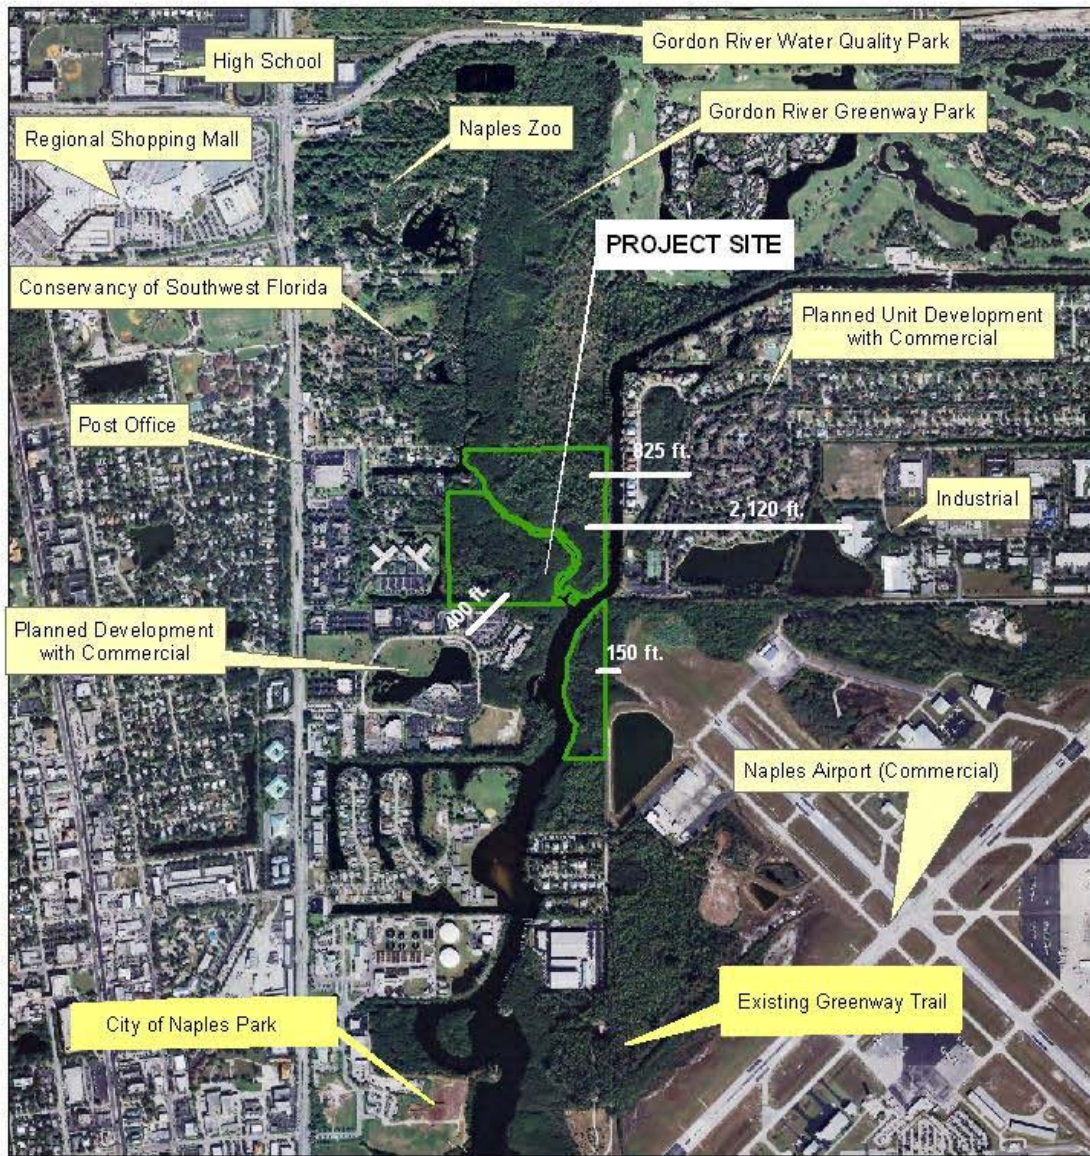 Gordon River Water Quality Park
High School
Gordon River Greenway Park
Naples Zoo
Regional Shopping Mall
PROJECT SITE
Conservancy of Southwest Florida
Planned Unit Development
with Commercial
Post Office
825 ft.
Industrial
2,120 ft.
400 ft.
Planned Development
with Commercial
150 ft.
Naples Airport (Commercial)
Existing Greenway Trail
City of Naples Park